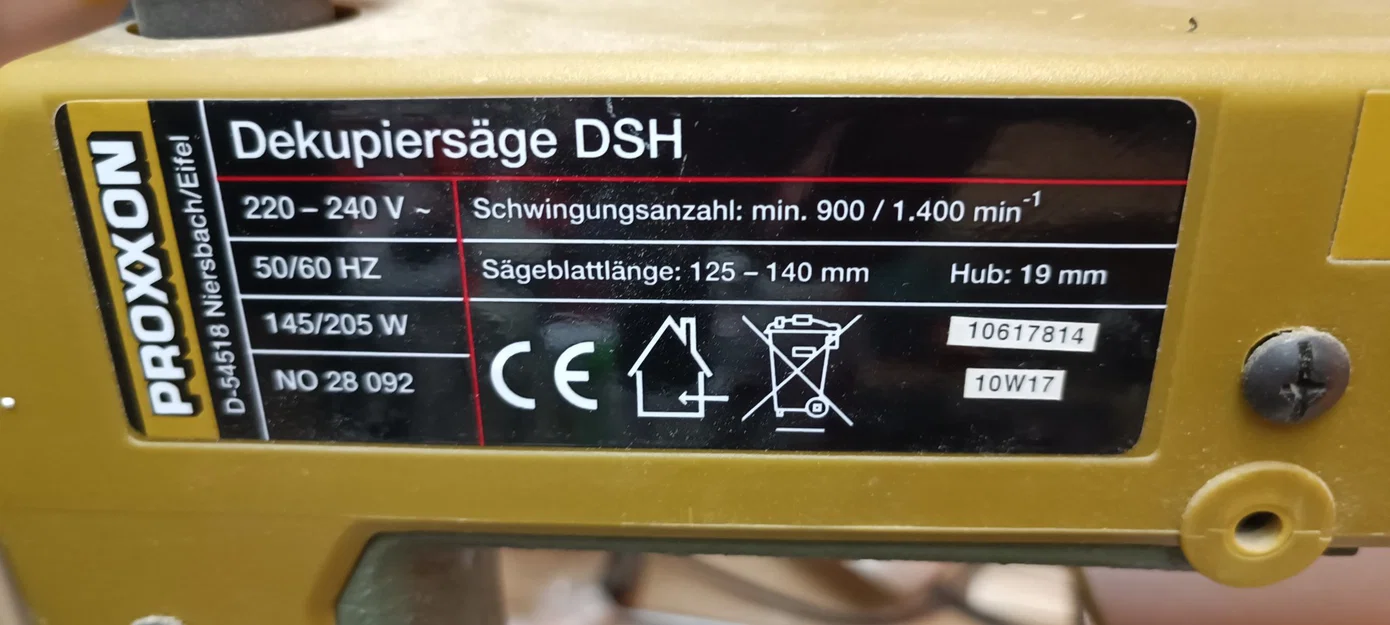 PROXXON
D-54518 Niersbach/Eifel
Dekupiersäge DSH
220 – 240 V ~
Schwingungsanzahl: min. 900 / 1.400 min-1
50/60 HZ
Sägeblattlänge: 125 – 140 mm Hub: 19 mm
145/205 W
NO 28 092
CE
10617814
10W17